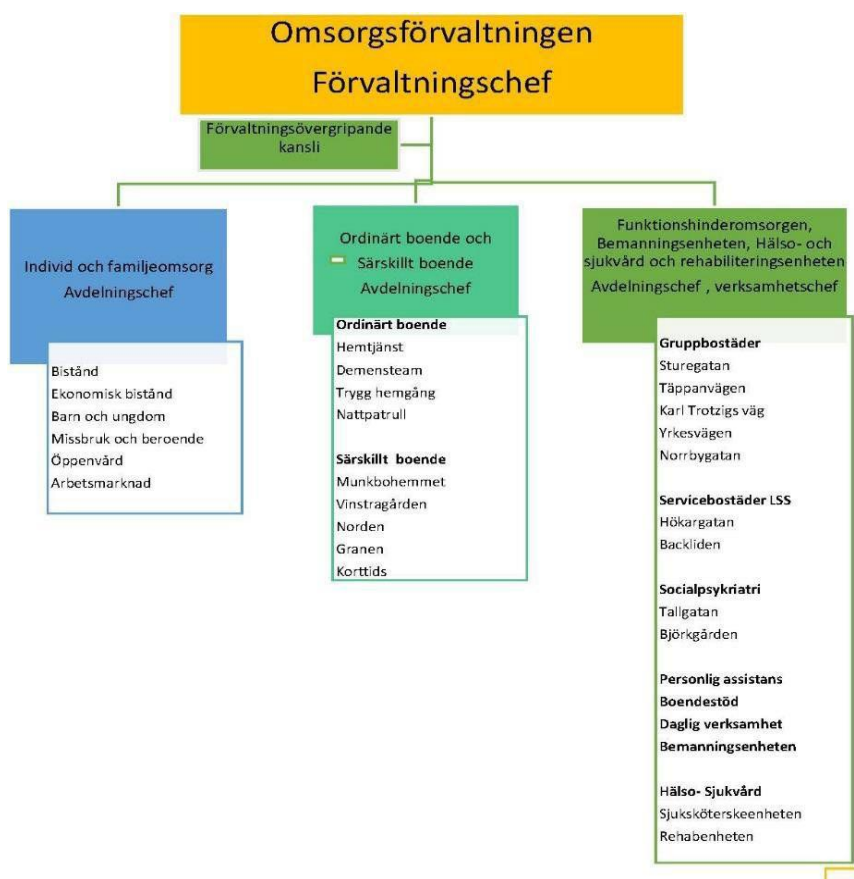 Omsorgsförvaltningen
Förvaltningschef
Förvaltningsövergripande
kansli
Individ och familjeomsorg
Avdelningschef
Bistånd
Ekonomisk bistånd
Barn och ungdom
Missbruk och beroende
Öppenvård
Arbetsmarknad
Ordinärt boende och
Särskillt boende
Avdelningschef
Ordinärt boende
Hemtjänst
Demensteam
Trygg hemgång
Nattpatrull
Särskillt boende
Munkbohemmet
Vinstragården
Norden
Granen
Korttids
Funktionshinderomsorgen,
Bemanningsenheten, Hälso- och
sjukvård och rehabiliteringsenheten
Avdelningschef , verksamhetschef
Gruppbostäder
Sturegatan
Täppanvägen
Karl Trotzigs väg
Yrkesvägen
Norrbygatan
Servicebostäder LSS
Hökargatan
Backliden
Socialpsykriatri
Tallgatan
Björkgården
Personlig assistans
Boendestöd
Daglig verksamhet
Bemanningsenheten
Hälso- Sjukvård
Sjuksköterskeenheten
Rehabenheten